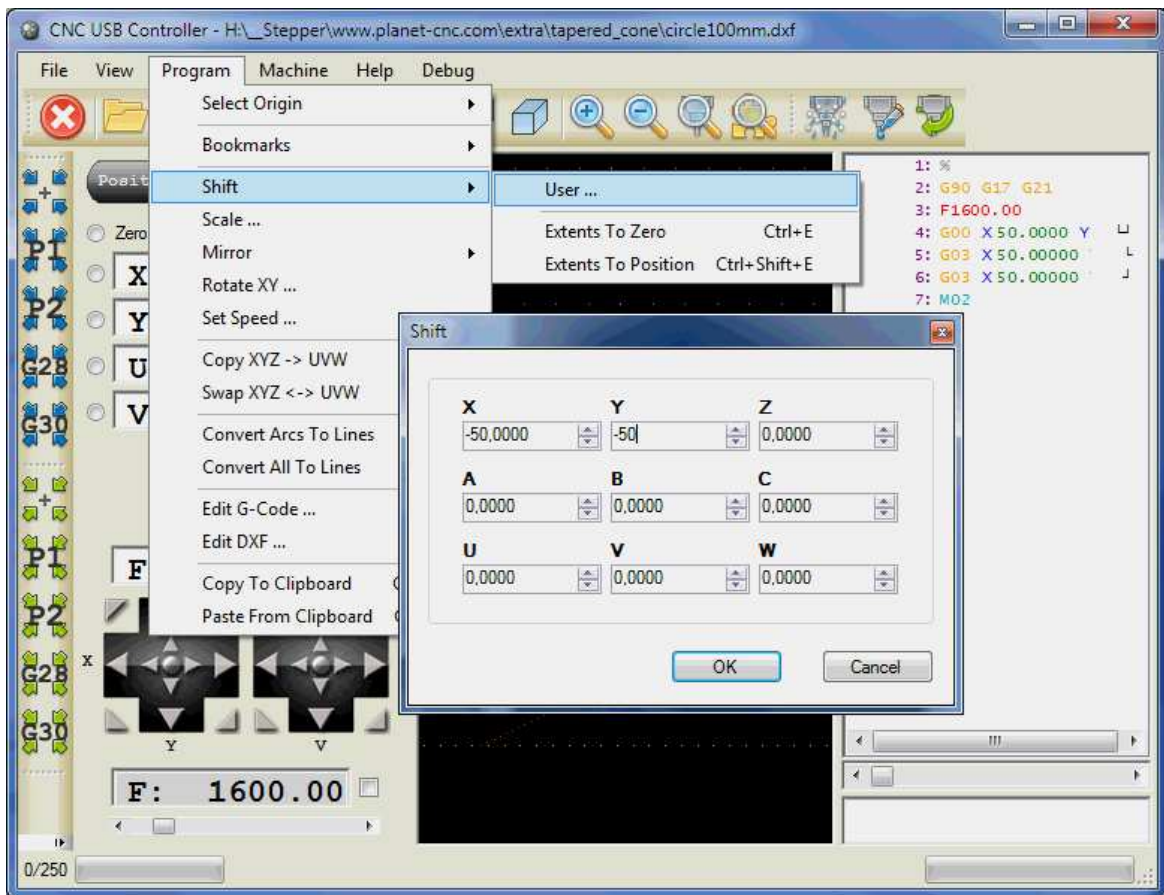 CNC USB Controller - H:\__Stepper\www.planet-cnc.com\extra\tapered_cone\circle100mm.dxf
File View Program Machine Help Debug
Select Origin
Bookmarks
Shift
Scale ...
Mirror
Rotate XY ...
Set Speed ...
Copy XYZ -> UVW
Swap XYZ <-> UVW
Convert Arcs To Lines
Convert All To Lines
Edit G-Code ...
Edit DXF ...
Copy To Clipboard
Paste From Clipboard
User ...
Extents To Zero Ctrl+E
Extents To Position Ctrl+Shift+E
P1
P2
G28
G30
P1
P2
G28
G30
Posit
Zero
X
Y
U
V
F
X
Y V
F: 1600.00
1: %
2: G90 G17 G21
3: F1600.00
4: G00 X50.0000 Y
5: G03 X50.00000
6: G03 X50.00000
7: M02
Shift
X Y Z
-50,0000 -50 0,0000
A B C
0,0000 0,0000 0,0000
U V W
0,0000 0,0000 0,0000
OK Cancel
0/250